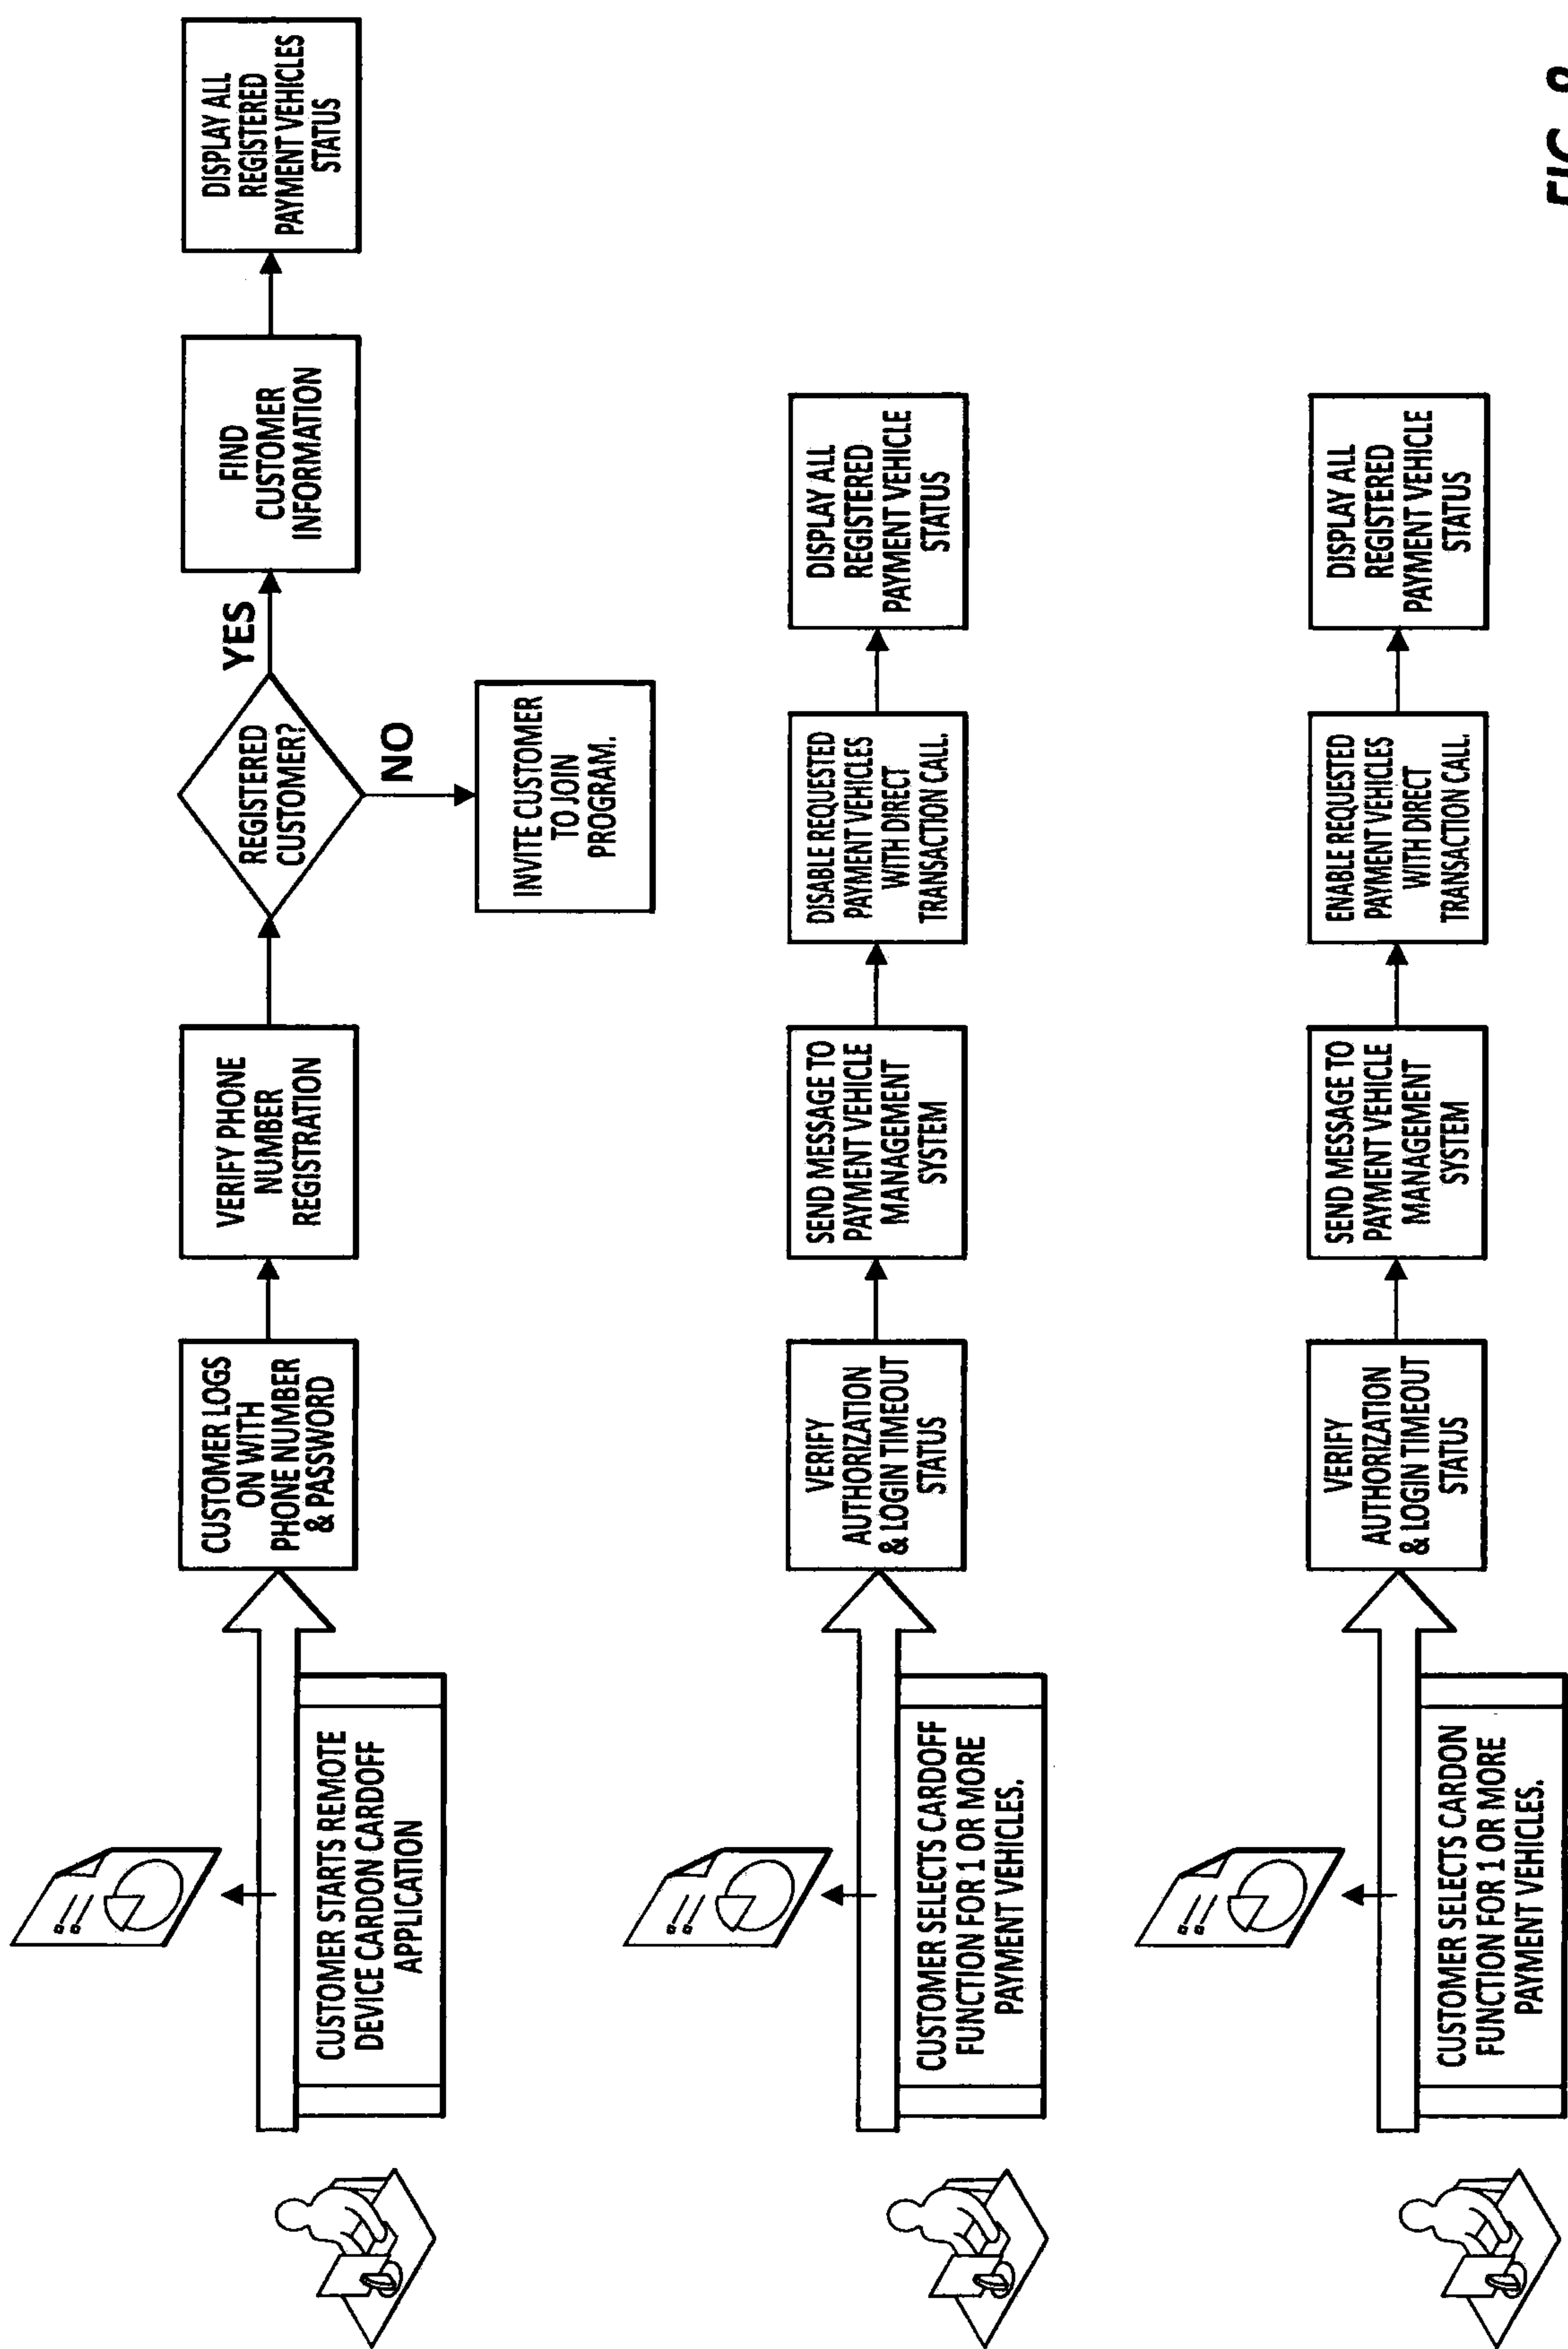 CUSTOMER STARTS REMOTE
DEVICE CARDON CARDOFF
APPLICATION
CUSTOMER LOGS
ON WITH
PHONE NUMBER
& PASSWORD
VERIFY PHONE
NUMBER
REGISTRATION
REGISTERED
CUSTOMER?
YES
NO
FIND
CUSTOMER
INFORMATION
DISPLAY ALL
REGISTERED
PAYMENT VEHICLES
STATUS
INVITE CUSTOMER
TO JOIN
PROGRAM.
CUSTOMER SELECTS CARDOFF
FUNCTION FOR 1 OR MORE
PAYMENT VEHICLES.
VERIFY
AUTHORIZATION
& LOGIN TIMEOUT
STATUS
SEND MESSAGE TO
PAYMENT VEHICLE
MANAGEMENT
SYSTEM
DISABLE REQUESTED
PAYMENT VEHICLES
WITH DIRECT
TRANSACTION CALL.
DISPLAY ALL
REGISTERED
PAYMENT VEHICLE
STATUS
CUSTOMER SELECTS CARDON
FUNCTION FOR 1 OR MORE
PAYMENT VEHICLES.
VERIFY
AUTHORIZATION
& LOGIN TIMEOUT
STATUS
SEND MESSAGE TO
PAYMENT VEHICLE
MANAGEMENT
SYSTEM
ENABLE REQUESTED
PAYMENT VEHICLES
WITH DIRECT
TRANSACTION CALL.
DISPLAY ALL
REGISTERED
PAYMENT VEHICLE
STATUS
FIG.